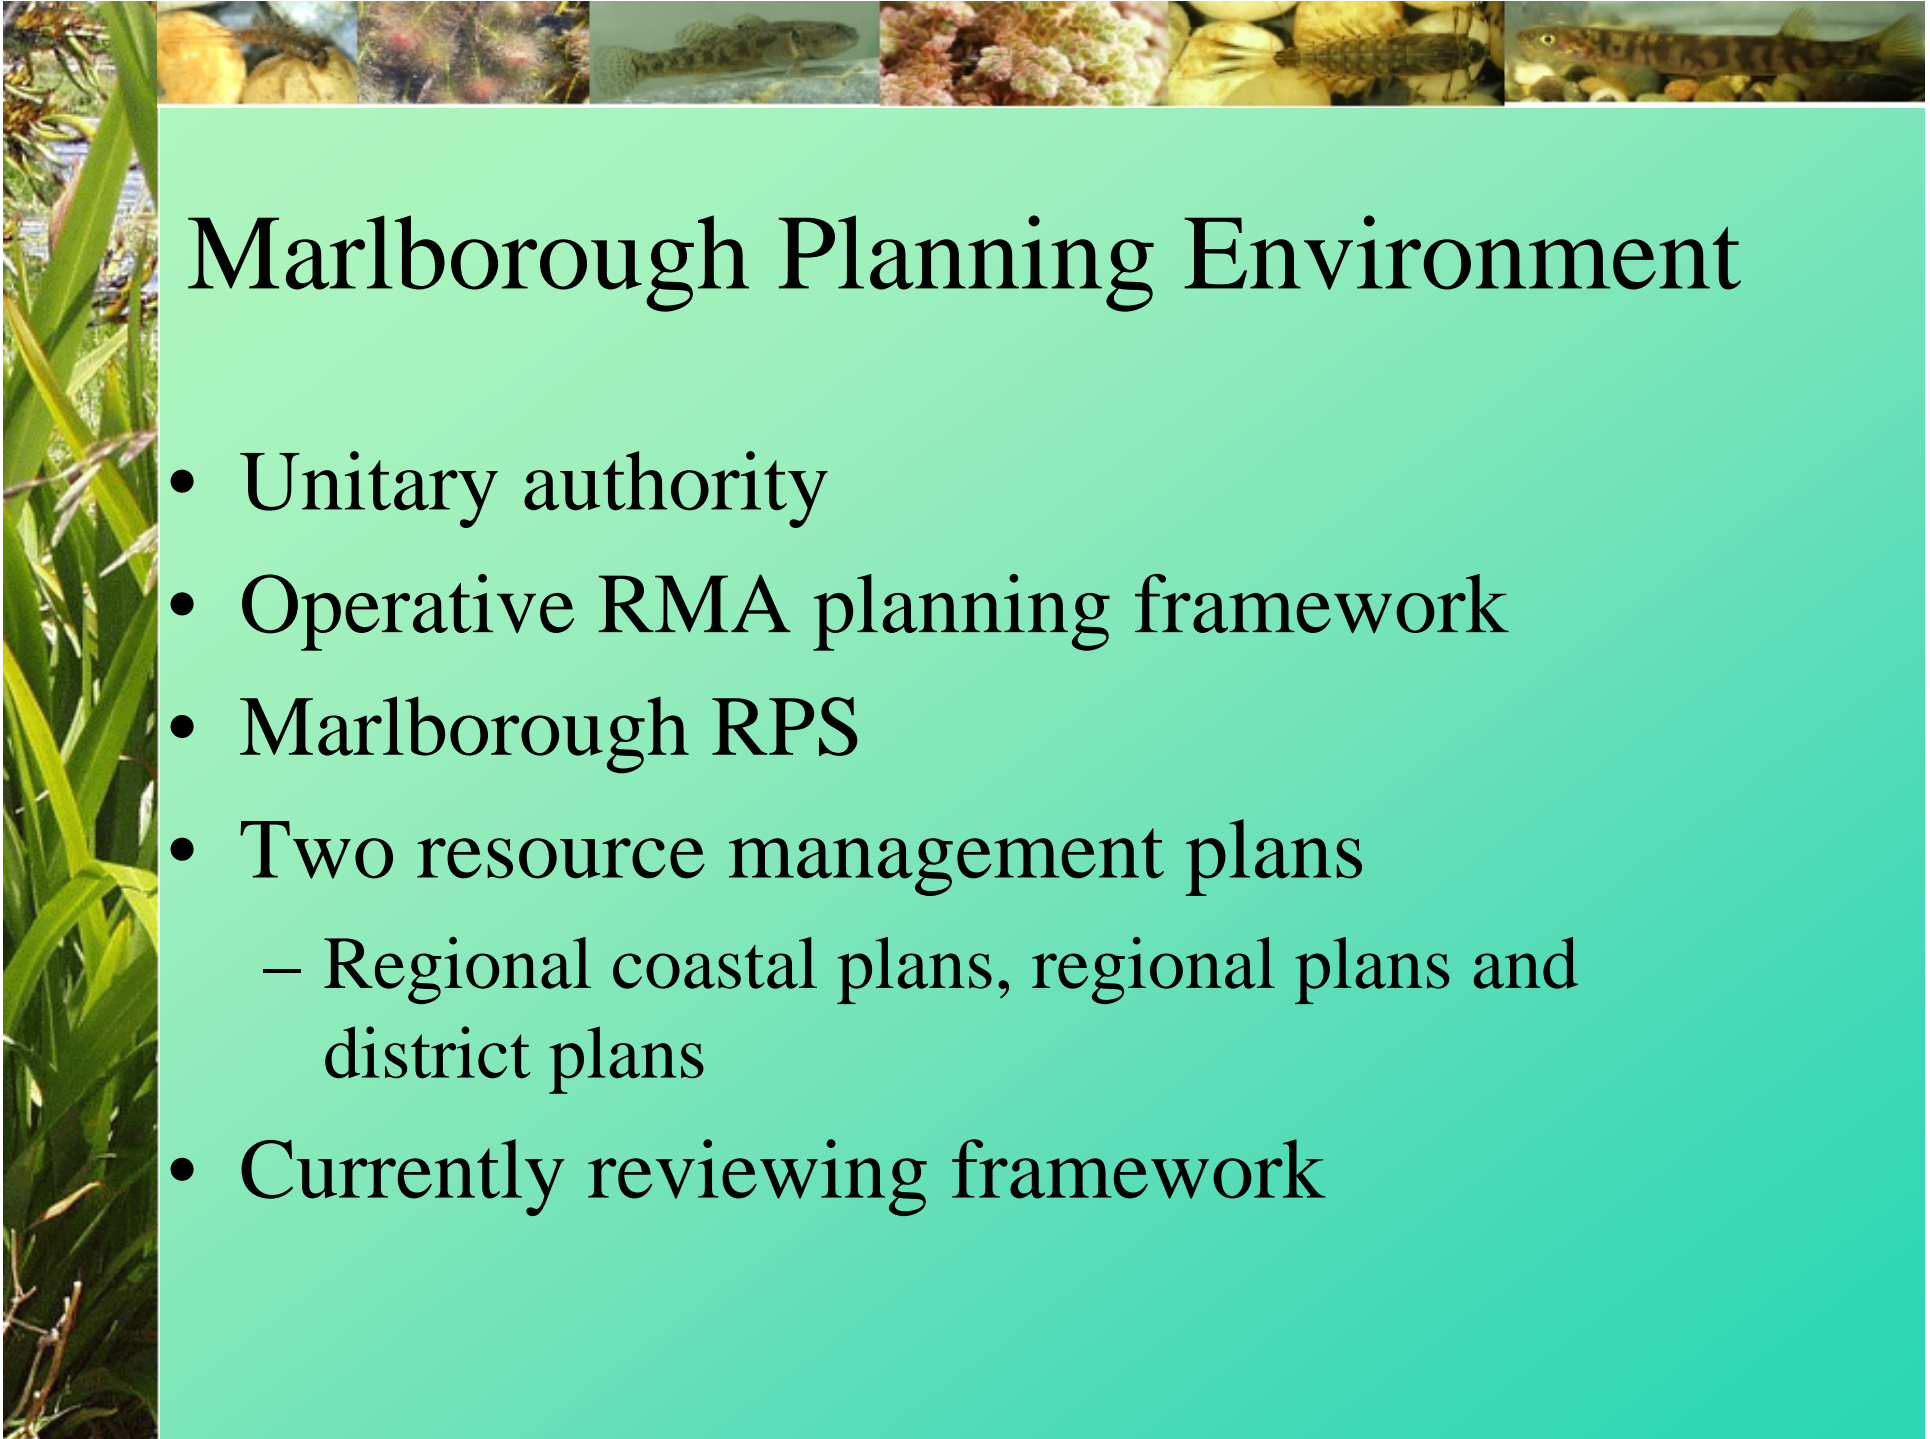 Marlborough Planning Environment
• Unitary authority
• Operative RMA planning framework
• Marlborough RPS
• Two resource management plans
– Regional coastal plans, regional plans and
district plans
• Currently reviewing framework